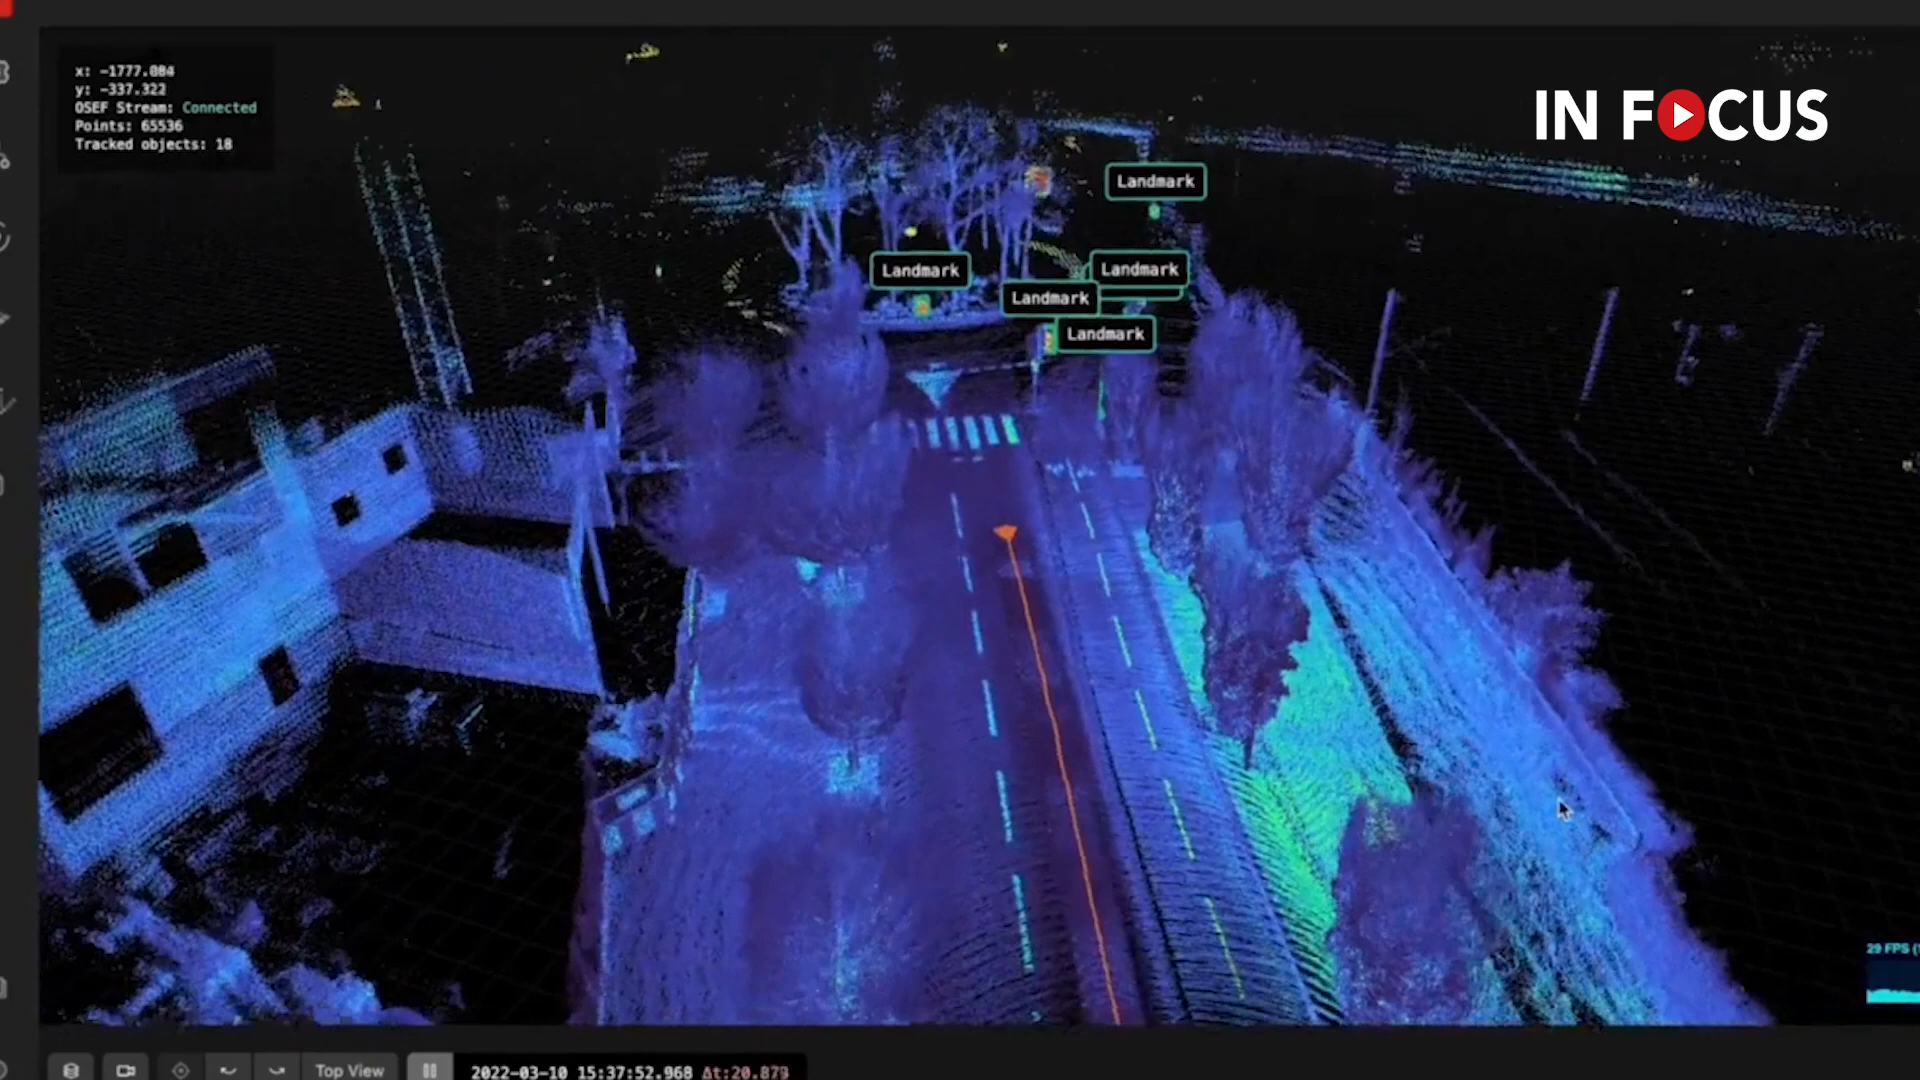 x: -1777.084
y: -337.322
OSEF Stream: Connected
Points: 65536
Tracked objects: 18
IN FOCUS
Landmark
Landmark
Landmark
Landmark
Landmark
29 FPS (1
Top View
2022-03-10 15:37:52.968 Δt:20.879